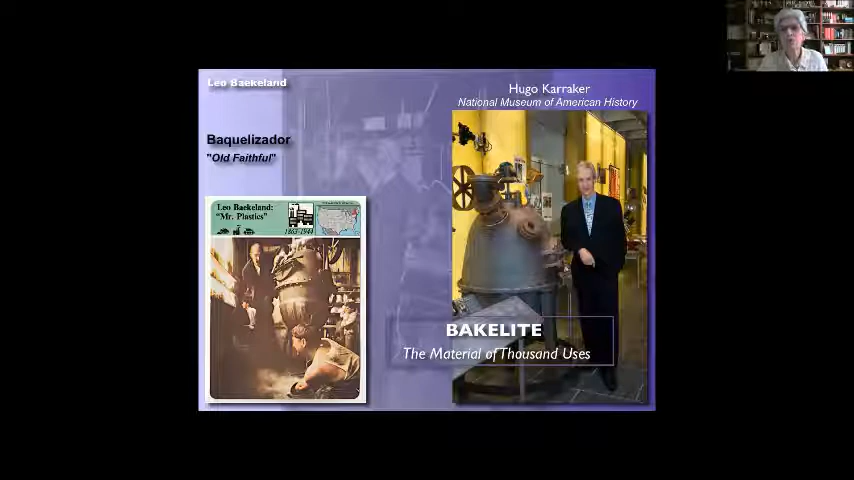 Leo Baekeland
Hugo Karraker
National Museum of American History
Baquelizador
"Old Faithful"
Leo Baekeland:
"Mr. Plastics"
1863-1944
BAKELITE
The Material of Thousand Uses